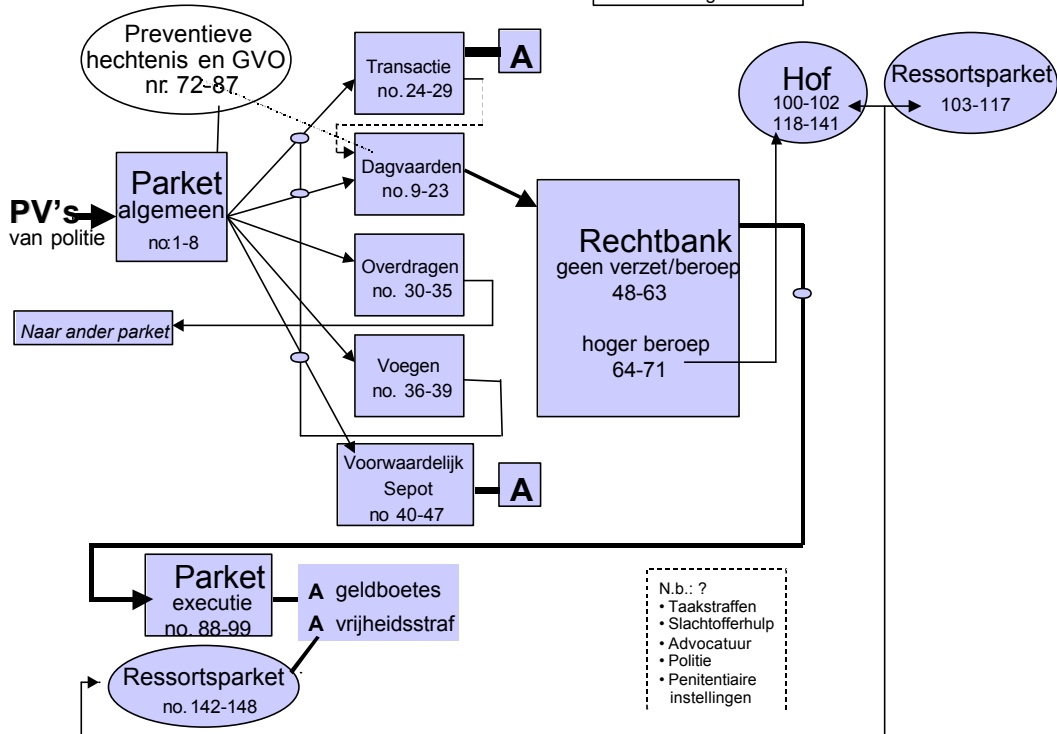 Preventieve
hechtenis en GVO
nr. 72-87
Transactie
no. 24-29
A
Hof
100-102
118-141
Ressortsparket
103-117
Parket
algemeen
no:1-8
PV's
van politie
Dagvaarden
no. 9-23
Rechtbank
geen verzet/beroep
48-63
hoger beroep
64-71
Overdragen
no. 30-35
Naar ander parket
Voegen
no. 36-39
Voorwaardelijk
Sepot
no 40-47
A
Parket
executie
no. 88-99
A geldboetes
A vrijheidsstraf
Ressortsparket
no. 142-148
N.b.: ?
• Taakstraffen
• Slachtofferhulp
• Advocatuur
• Politie
• Penitentiaire
instellingen